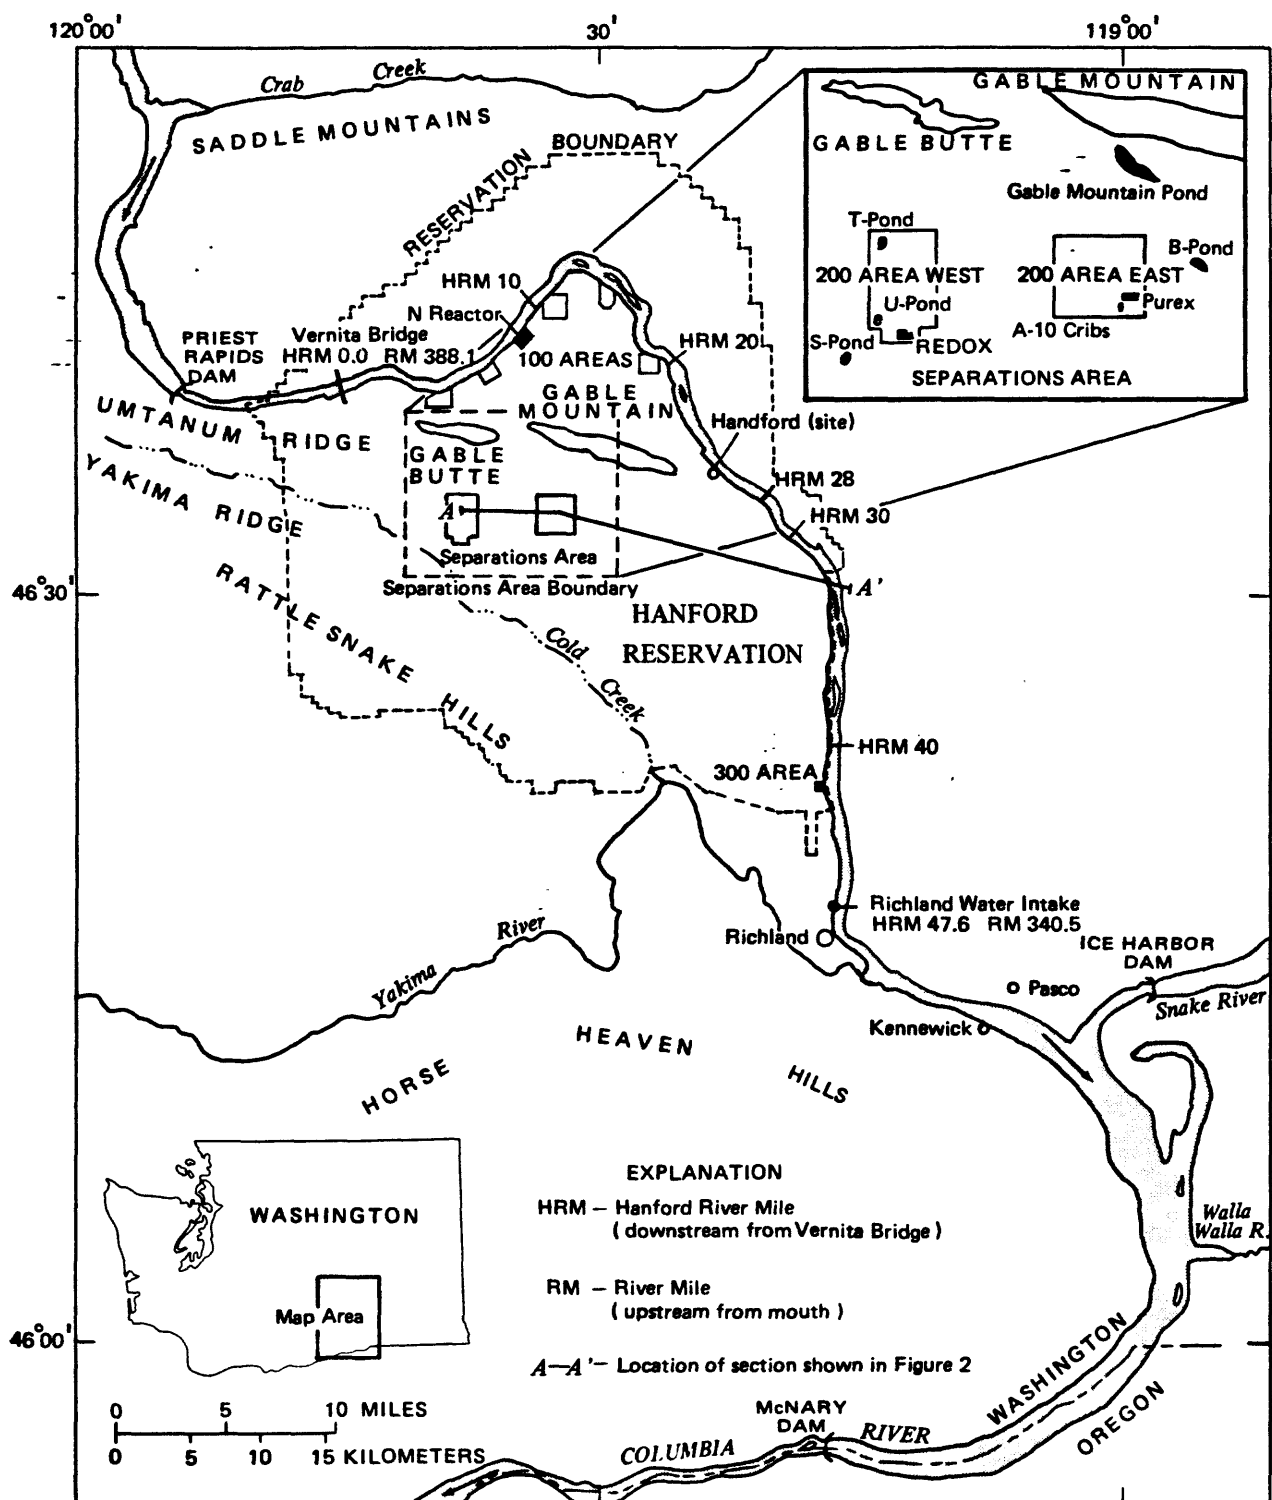 120°00'
30'
119°00'
Crab Creek
SADDLE MOUNTAINS
RESERVATION BOUNDARY
GABLE MOUNTAIN
GABLE BUTTE
Gable Mountain Pond
T-Pond
B-Pond
200 AREA WEST
200 AREA EAST
U-Pond
Purex
A-10 Cribs
S-Pond
REDOX
SEPARATIONS AREA
HRM 10
N Reactor
PRIEST
RAPIDS
DAM
Vernita Bridge
HRM 0.0 RM 388.1
100 AREAS
HRM 20
GABLE
MOUNTAIN
UMTANUM RIDGE
Handford (site)
GABLE
BUTTE
YAKIMA RIDGE
HRM 28
A
HRM 30
Separations Area
Separations Area Boundary
A'
46°30'
RATTLE SNAKE HILLS
HANFORD
RESERVATION
Cold Creek
HRM 40
300 AREA
Richland Water Intake
HRM 47.6 RM 340.5
Richland
Yakima River
ICE HARBOR
DAM
Pasco
Snake River
Kennewick
HORSE HEAVEN HILLS
WASHINGTON
Map Area
EXPLANATION
HRM – Hanford River Mile
( downstream from Vernita Bridge )
RM – River Mile
( upstream from mouth )
A—A'– Location of section shown in Figure 2
Walla
Walla R.
46°00'
WASHINGTON
OREGON
0 5 10 MILES
0 5 10 15 KILOMETERS
McNARY
DAM
COLUMBIA RIVER